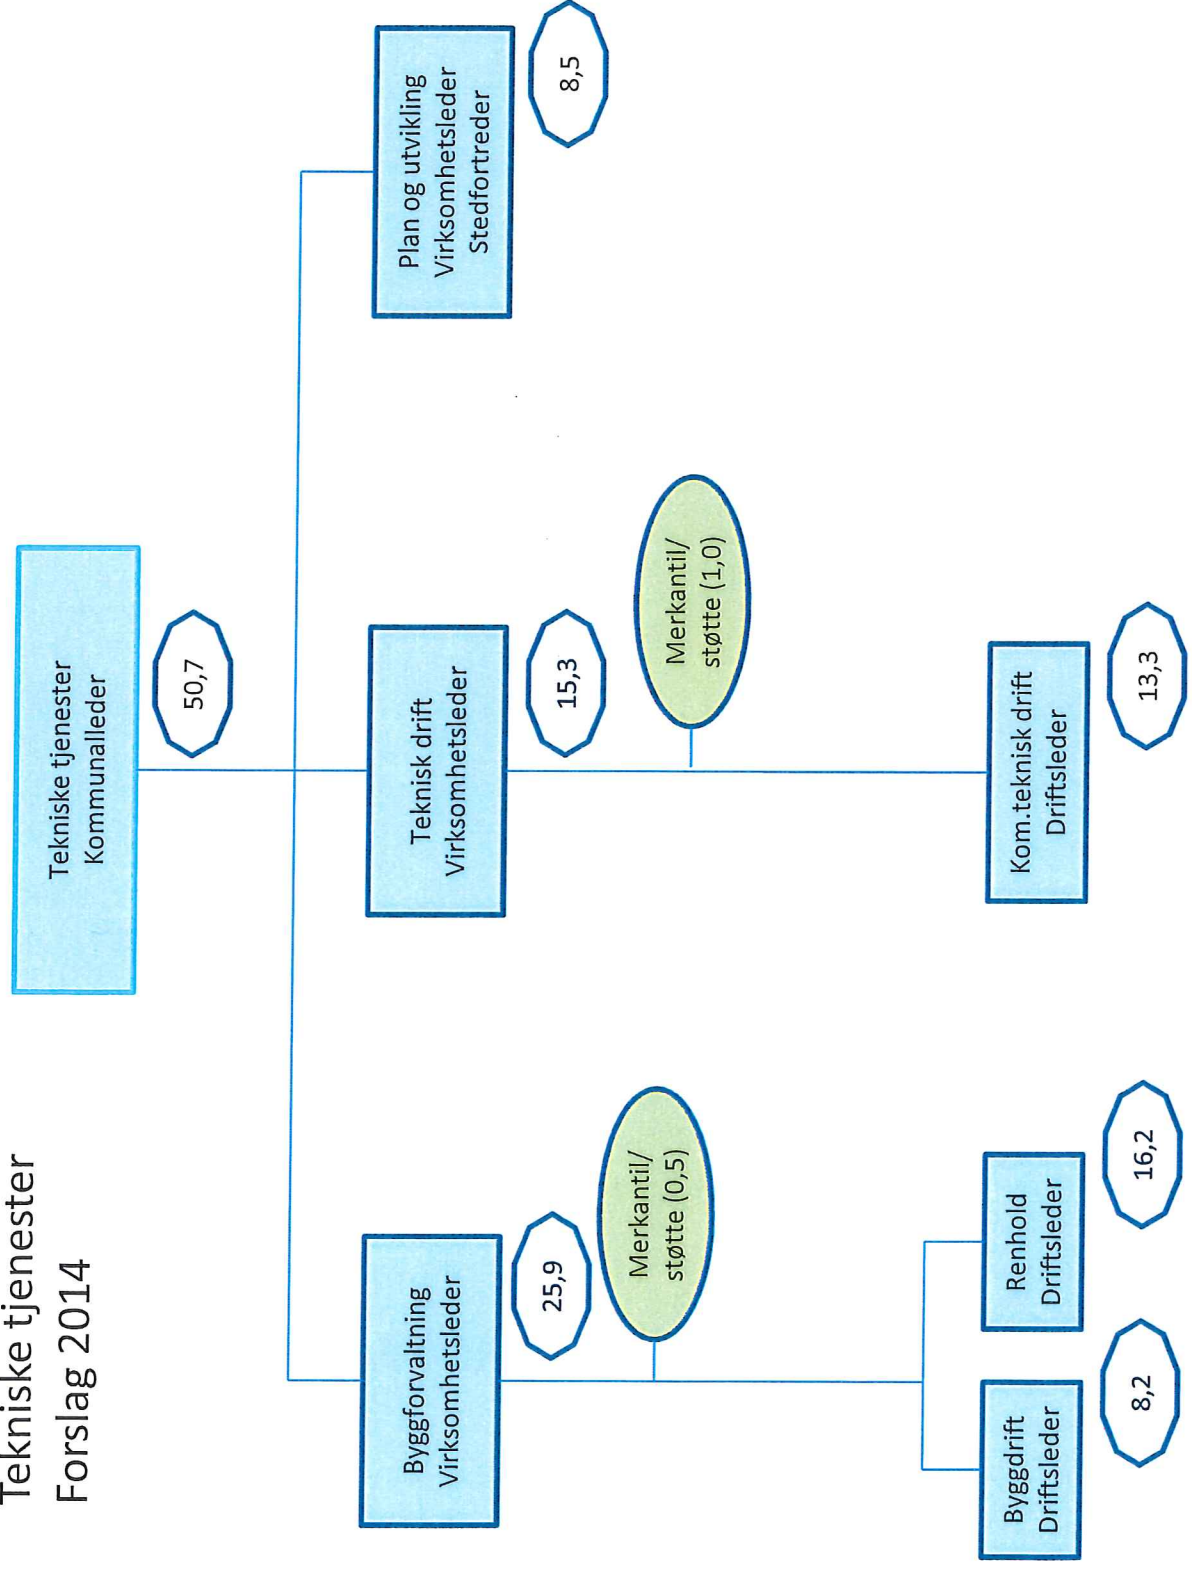 Tekniske tjenester
Forslag 2014
Tekniske tjenester
Kommunalleder
50,7
Byggforvaltning
Virksomhetsleder
25,9
Merkantil/
støtte (0,5)
Teknisk drift
Virksomhetsleder
15,3
Merkantil/
støtte (1,0)
Plan og utvikling
Virksomhetsleder
Stedfortreder
8,5
Byggdrift
Driftsleder
8,2
Renhold
Driftsleder
16,2
Kom.teknisk drift
Driftsleder
13,3